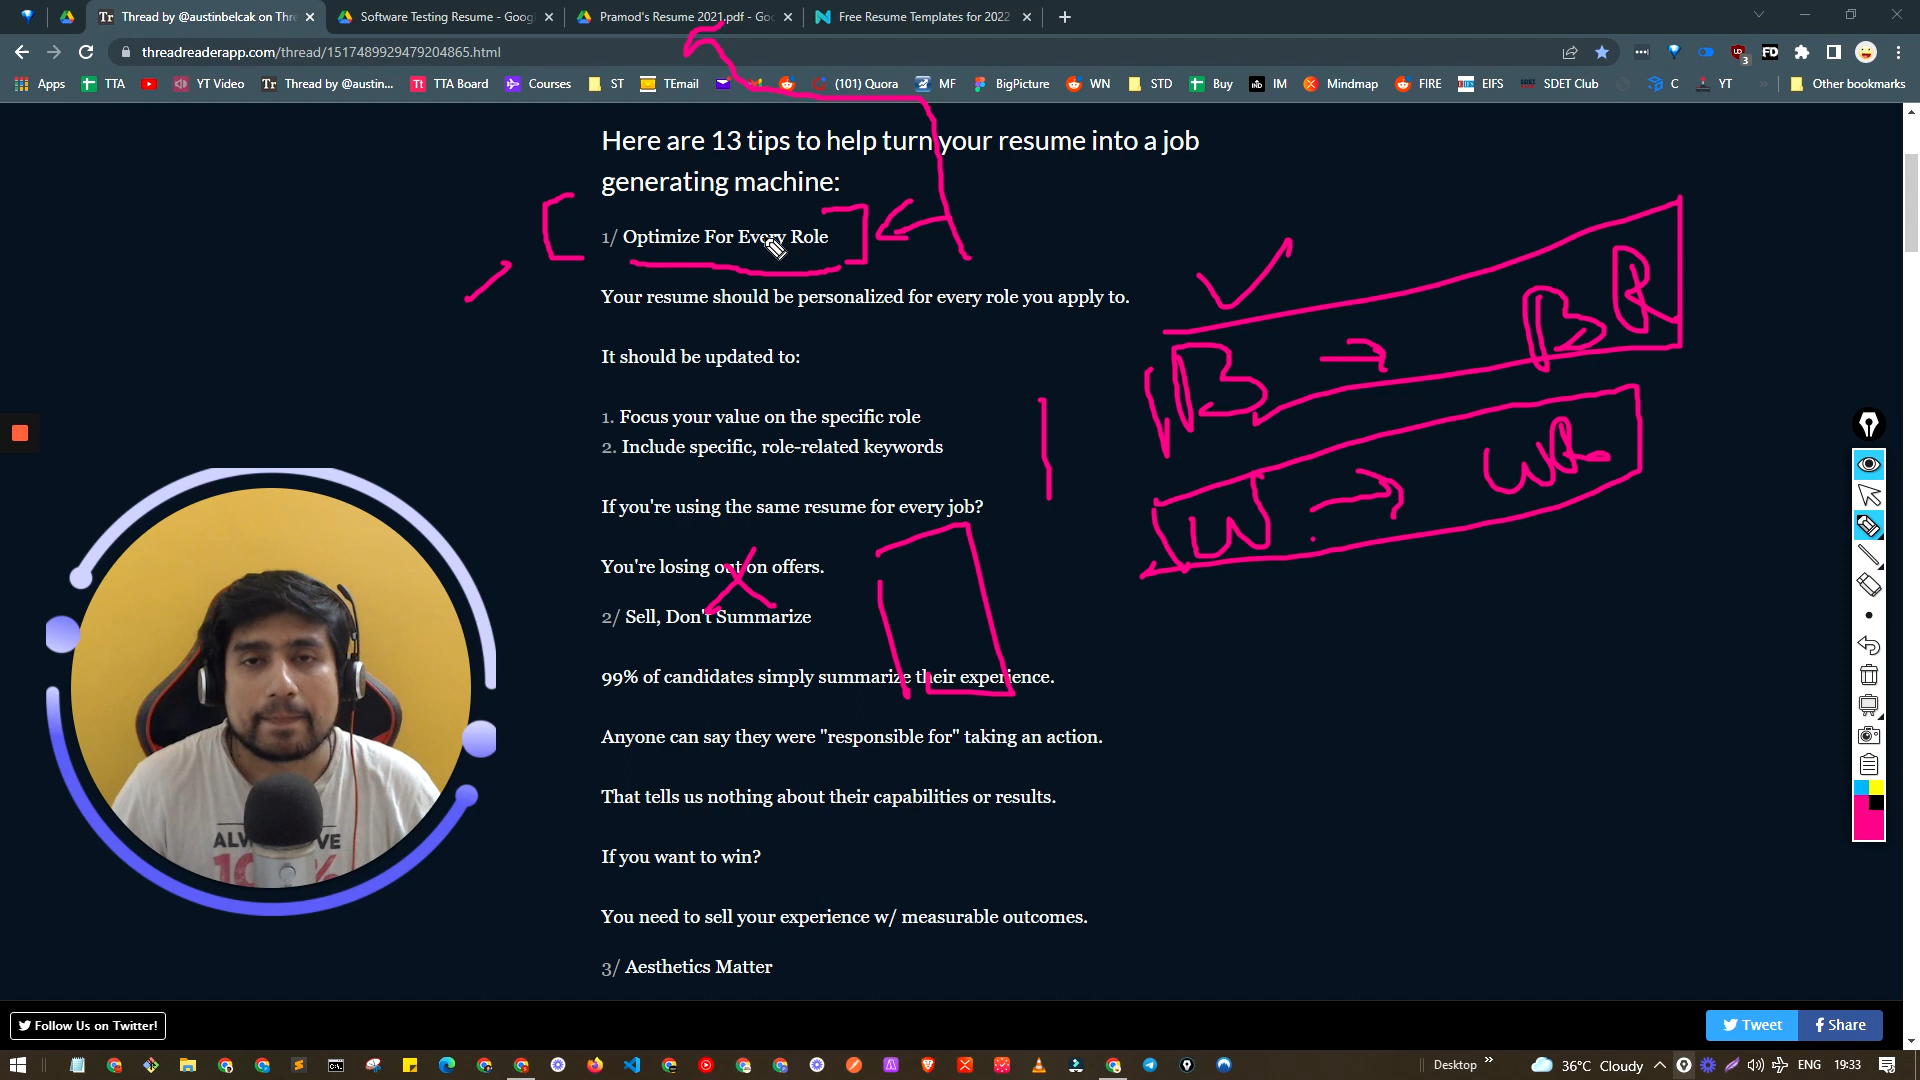 Thread by @austinbelcak on Thr
Software Testing Resume - Goog
Pramod's Resume 2021.pdf - Goo
Free Resume Templates for 2022
threadreaderapp.com/thread/1517489929479204865.html
Apps
TTA
YT Video
Thread by @austin...
TTA Board
Courses
ST
TEmail
(101) Quora
MF
BigPicture
WN
STD
Buy
IM
Mindmap
FIRE
EIFS
SDET Club
C
YT
Other bookmarks
Here are 13 tips to help turn your resume into a job
generating machine:
1/ Optimize For Every Role
Your resume should be personalized for every role you apply to.
It should be updated to:
1. Focus your value on the specific role
2. Include specific, role-related keywords
If you're using the same resume for every job?
You're losing out on offers.
2/ Sell, Don't Summarize
99% of candidates simply summarize their experience.
Anyone can say they were "responsible for" taking an action.
That tells us nothing about their capabilities or results.
If you want to win?
You need to sell your experience w/ measurable outcomes.
3/ Aesthetics Matter
B → B R
W → WR
Follow Us on Twitter!
Tweet
Share
Desktop
36°C Cloudy
ENG
19:33